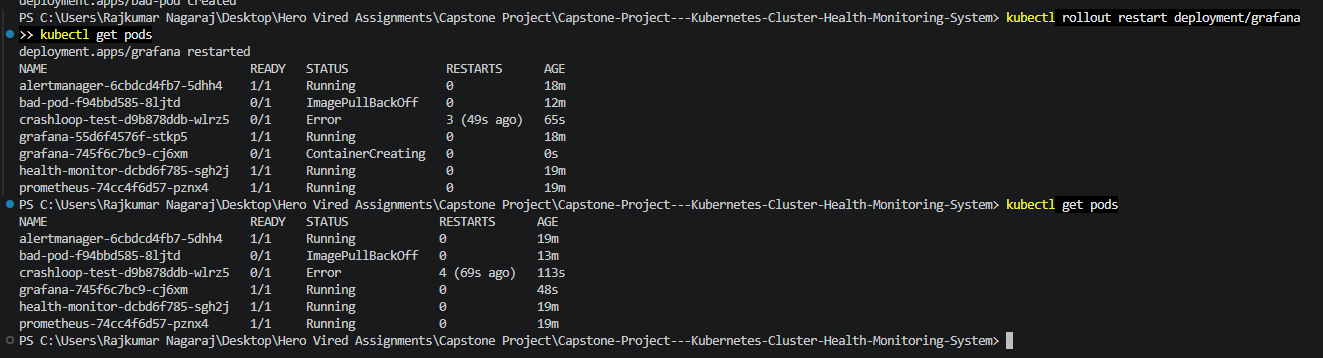 deployment.apps/bad-pod created
PS C:\Users\Rajkumar Nagaraj\Desktop\Hero Vired Assignments\Capstone Project\Capstone-Project---Kubernetes-Cluster-Health-Monitoring-System> kubectl rollout restart deployment/grafana
>> kubectl get pods
deployment.apps/grafana restarted
NAME READY STATUS RESTARTS AGE
alertmanager-6cbdcd4fb7-5dhh4 1/1 Running 0 18m
bad-pod-f94bbd585-8ljtd 0/1 ImagePullBackOff 0 12m
crashloop-test-d9b878ddb-wlrz5 0/1 Error 3 (49s ago) 65s
grafana-55d6f4576f-stkp5 1/1 Running 0 18m
grafana-745f6c7bc9-cj6xm 0/1 ContainerCreating 0 0s
health-monitor-dcbd6f785-sgh2j 1/1 Running 0 19m
prometheus-74cc4f6d57-pznx4 1/1 Running 0 19m
PS C:\Users\Rajkumar Nagaraj\Desktop\Hero Vired Assignments\Capstone Project\Capstone-Project---Kubernetes-Cluster-Health-Monitoring-System> kubectl get pods
NAME READY STATUS RESTARTS AGE
alertmanager-6cbdcd4fb7-5dhh4 1/1 Running 0 19m
bad-pod-f94bbd585-8ljtd 0/1 ImagePullBackOff 0 13m
crashloop-test-d9b878ddb-wlrz5 0/1 Error 4 (69s ago) 113s
grafana-745f6c7bc9-cj6xm 1/1 Running 0 48s
health-monitor-dcbd6f785-sgh2j 1/1 Running 0 19m
prometheus-74cc4f6d57-pznx4 1/1 Running 0 19m
PS C:\Users\Rajkumar Nagaraj\Desktop\Hero Vired Assignments\Capstone Project\Capstone-Project---Kubernetes-Cluster-Health-Monitoring-System>